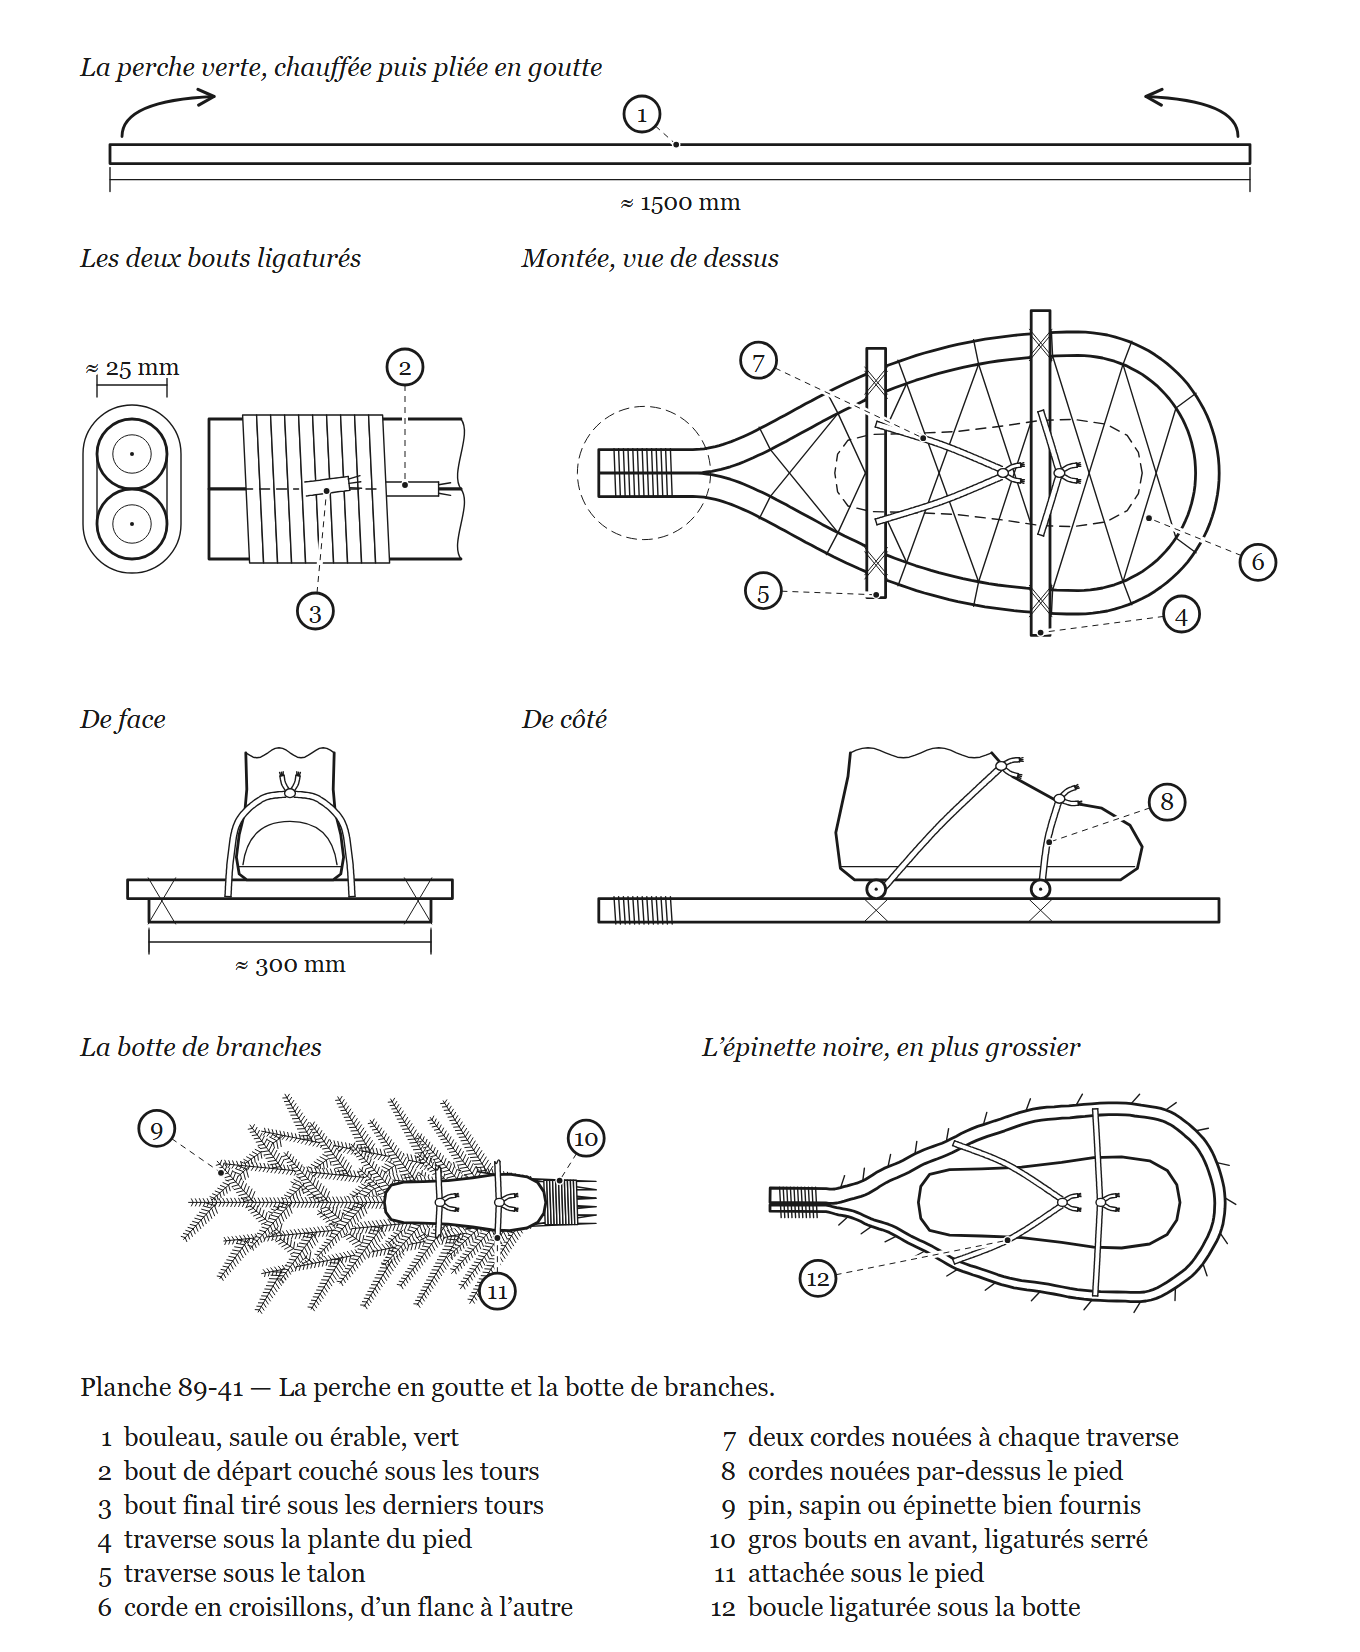 La perche verte, chauffée puis pliée en goutte
1
≈ 1500 mm
Les deux bouts ligaturés
Montée, vue de dessus
≈ 25 mm
2
3
7
5
6
4
De face
De côté
8
≈ 300 mm
La botte de branches
L’épinette noire, en plus grossier
9
10
11
12
Planche 89-41 — La perche en goutte et la botte de branches.
1 bouleau, saule ou érable, vert
2 bout de départ couché sous les tours
3 bout final tiré sous les derniers tours
4 traverse sous la plante du pied
5 traverse sous le talon
6 corde en croisillons, d’un flanc à l’autre
7 deux cordes nouées à chaque traverse
8 cordes nouées par-dessus le pied
9 pin, sapin ou épinette bien fournis
10 gros bouts en avant, ligaturés serré
11 attachée sous le pied
12 boucle ligaturée sous la botte